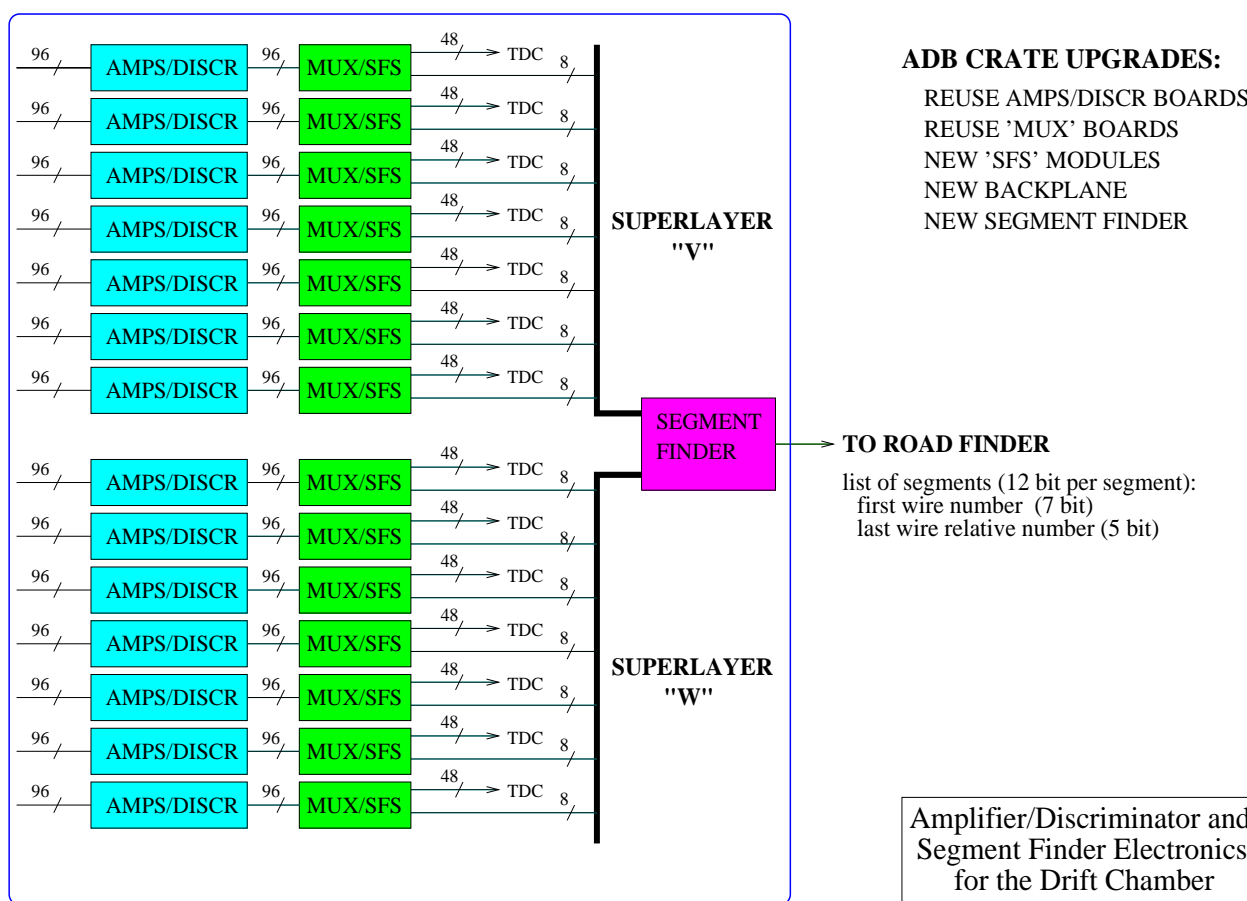 96 AMPS/DISCR 96 MUX/SFS 48 TDC 8
96 AMPS/DISCR 96 MUX/SFS 48 TDC 8
96 AMPS/DISCR 96 MUX/SFS 48 TDC 8
96 AMPS/DISCR 96 MUX/SFS 48 TDC 8
96 AMPS/DISCR 96 MUX/SFS 48 TDC 8
96 AMPS/DISCR 96 MUX/SFS 48 TDC 8
96 AMPS/DISCR 96 MUX/SFS 48 TDC 8
SUPERLAYER
"V"
ADB CRATE UPGRADES:
REUSE AMPS/DISCR BOARDS
REUSE 'MUX' BOARDS
NEW 'SFS' MODULES
NEW BACKPLANE
NEW SEGMENT FINDER
SEGMENT
FINDER
TO ROAD FINDER
list of segments (12 bit per segment):
first wire number (7 bit)
last wire relative number (5 bit)
96 AMPS/DISCR 96 MUX/SFS 48 TDC 8
96 AMPS/DISCR 96 MUX/SFS 48 TDC 8
96 AMPS/DISCR 96 MUX/SFS 48 TDC 8
96 AMPS/DISCR 96 MUX/SFS 48 TDC 8
96 AMPS/DISCR 96 MUX/SFS 48 TDC 8
96 AMPS/DISCR 96 MUX/SFS 48 TDC 8
96 AMPS/DISCR 96 MUX/SFS 48 TDC 8
SUPERLAYER
"W"
Amplifier/Discriminator and
Segment Finder Electronics
for the Drift Chamber